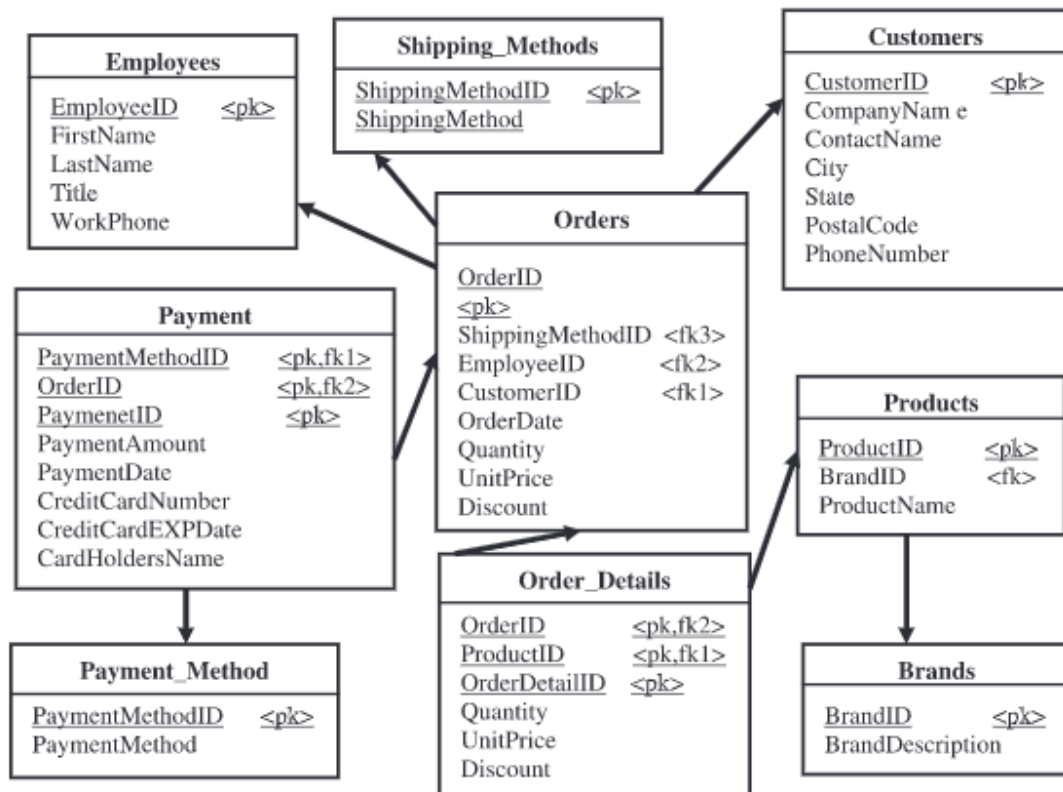 Employees
EmployeeID <pk>
FirstName
LastName
Title
WorkPhone
Shipping_Methods
ShippingMethodID <pk>
ShippingMethod
Customers
CustomerID <pk>
CompanyNam e
ContactName
City
State
PostalCode
PhoneNumber
Orders
OrderID
<pk>
ShippingMethodID <fk3>
EmployeeID <fk2>
CustomerID <fk1>
OrderDate
Quantity
UnitPrice
Discount
Payment
PaymentMethodID <pk,fk1>
OrderID <pk,fk2>
PaymenetID <pk>
PaymentAmount
PaymentDate
CreditCardNumber
CreditCardEXPDate
CardHoldersName
Products
ProductID <pk>
BrandID <fk>
ProductName
Order_Details
OrderID <pk,fk2>
ProductID <pk,fk1>
OrderDetailID <pk>
Quantity
UnitPrice
Discount
Payment_Method
PaymentMethodID <pk>
PaymentMethod
Brands
BrandID <pk>
BrandDescription